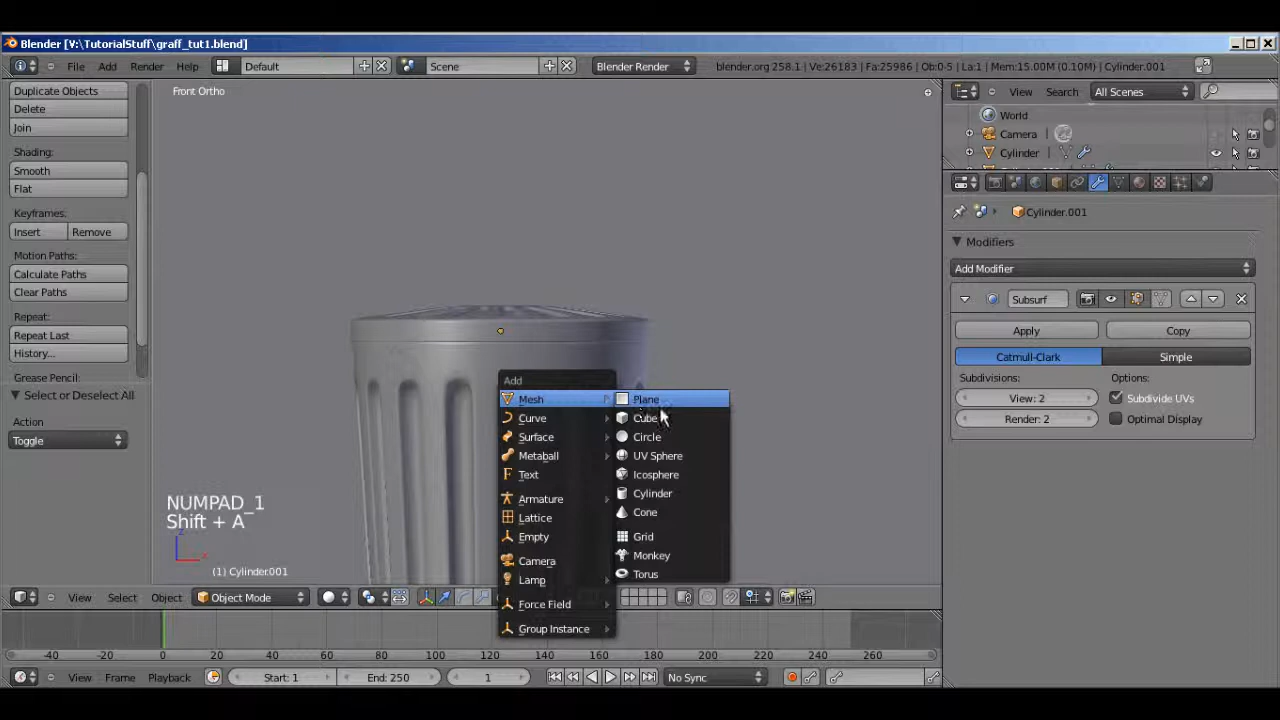 Blender [V:\TutorialStuff\graff_tut1.blend]
File Add Render Help Default Scene Blender Render blender.org 258.1 | Ve:26183 | Fa:25986 | Ob:0-5 | La:1 | Mem:15.00M (0.10M) | Cylinder.001
Duplicate Objects
Delete
Join
Shading:
Smooth
Flat
Keyframes:
Insert Remove
Motion Paths:
Calculate Paths
Clear Paths
Repeat:
Repeat Last
History...
Grease Pencil:
Select or Deselect All
Action
Toggle
Front Ortho
Add
Mesh
Curve
Surface
Metaball
Text
Armature
Lattice
Empty
Camera
Lamp
Force Field
Group Instance
Plane
Cube
Circle
UV Sphere
Icosphere
Cylinder
Cone
Grid
Monkey
Torus
NUMPAD_1
Shift + A
z
x
(1) Cylinder.001
View Select Object Object Mode
-40 -20 0 20 40 60 80 100 120 140 160 180 200 220 240 260
View Frame Playback Start: 1 End: 250 1 No Sync
View Search All Scenes
World
Camera
Cylinder
Cylinder.001
Modifiers
Add Modifier
Subsurf
Apply Copy
Catmull-Clark Simple
Subdivisions: Options:
View: 2 Subdivide UVs
Render: 2 Optimal Display